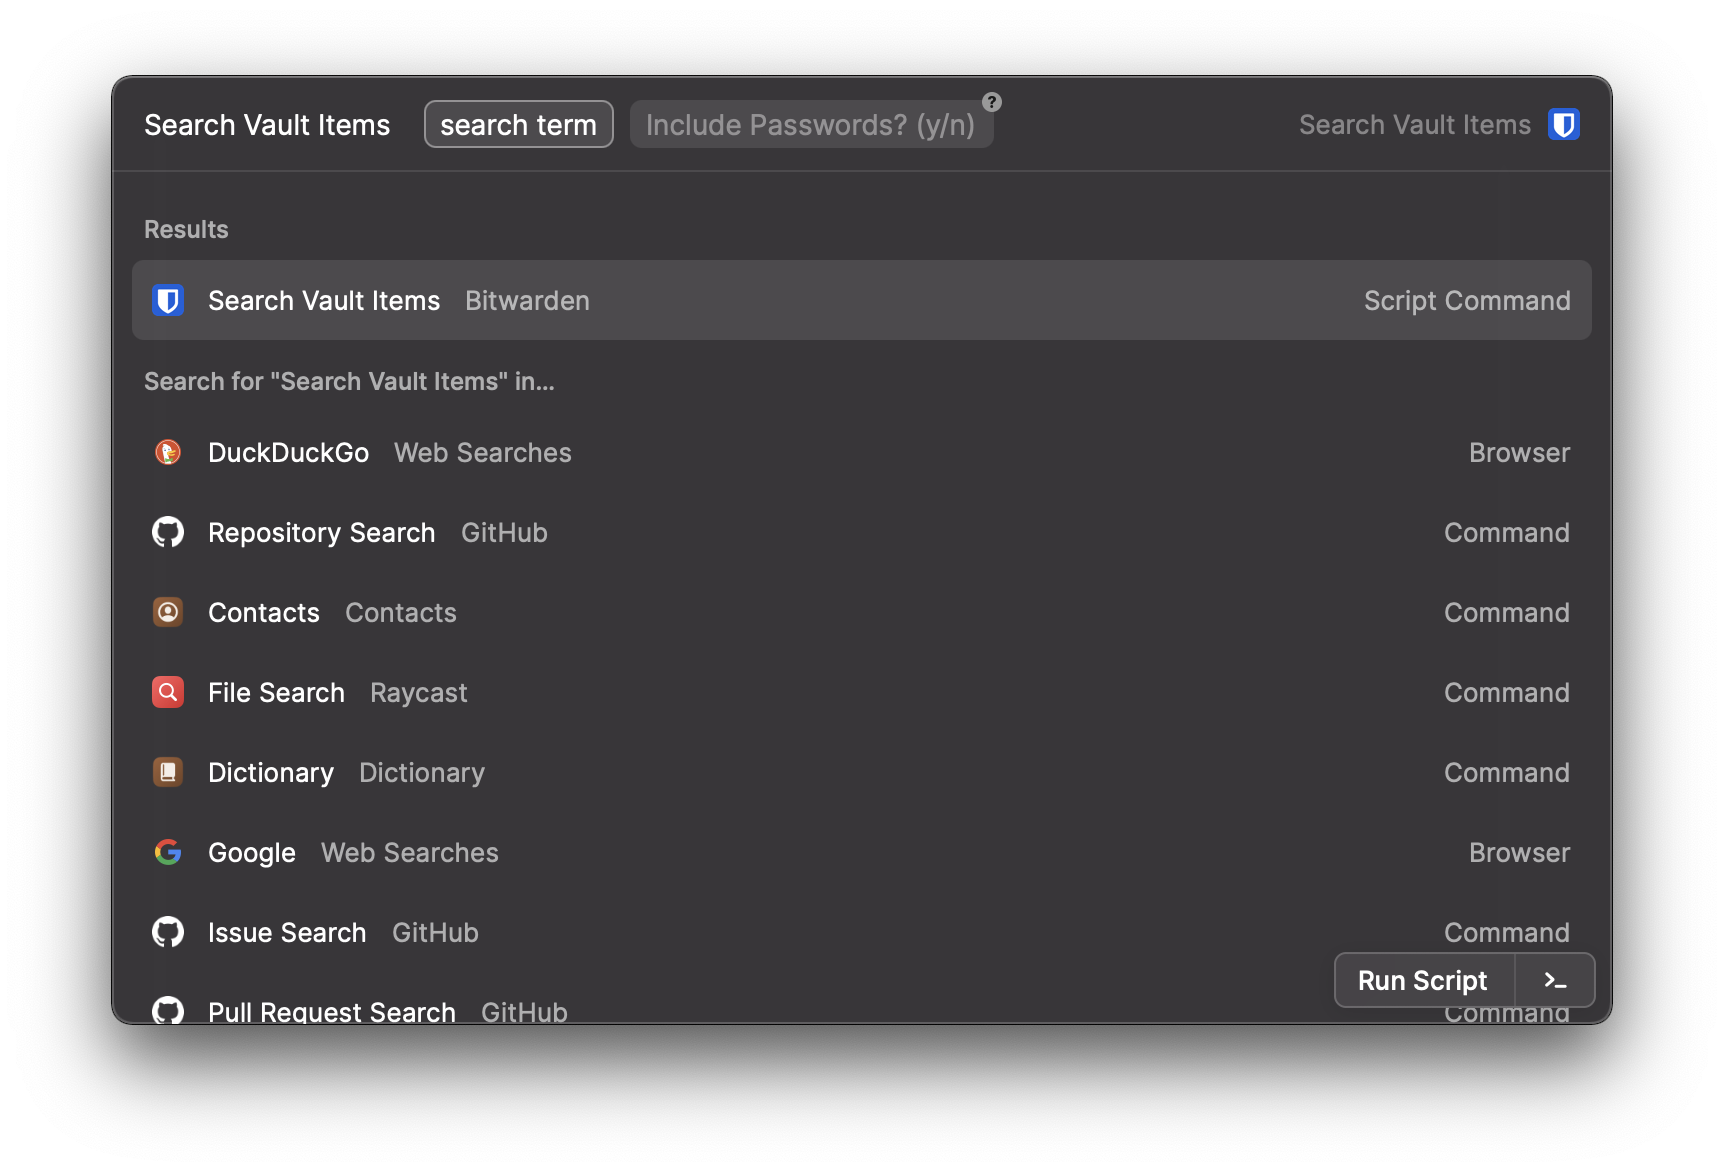 Search Vault Items search term Include Passwords? (y/n) ? Search Vault Items
Results
Search Vault Items Bitwarden Script Command
Search for "Search Vault Items" in...
DuckDuckGo Web Searches Browser
Repository Search GitHub Command
Contacts Contacts Command
File Search Raycast Command
Dictionary Dictionary Command
Google Web Searches Browser
Issue Search GitHub Command
Run Script >_
Pull Request Search GitHub Command